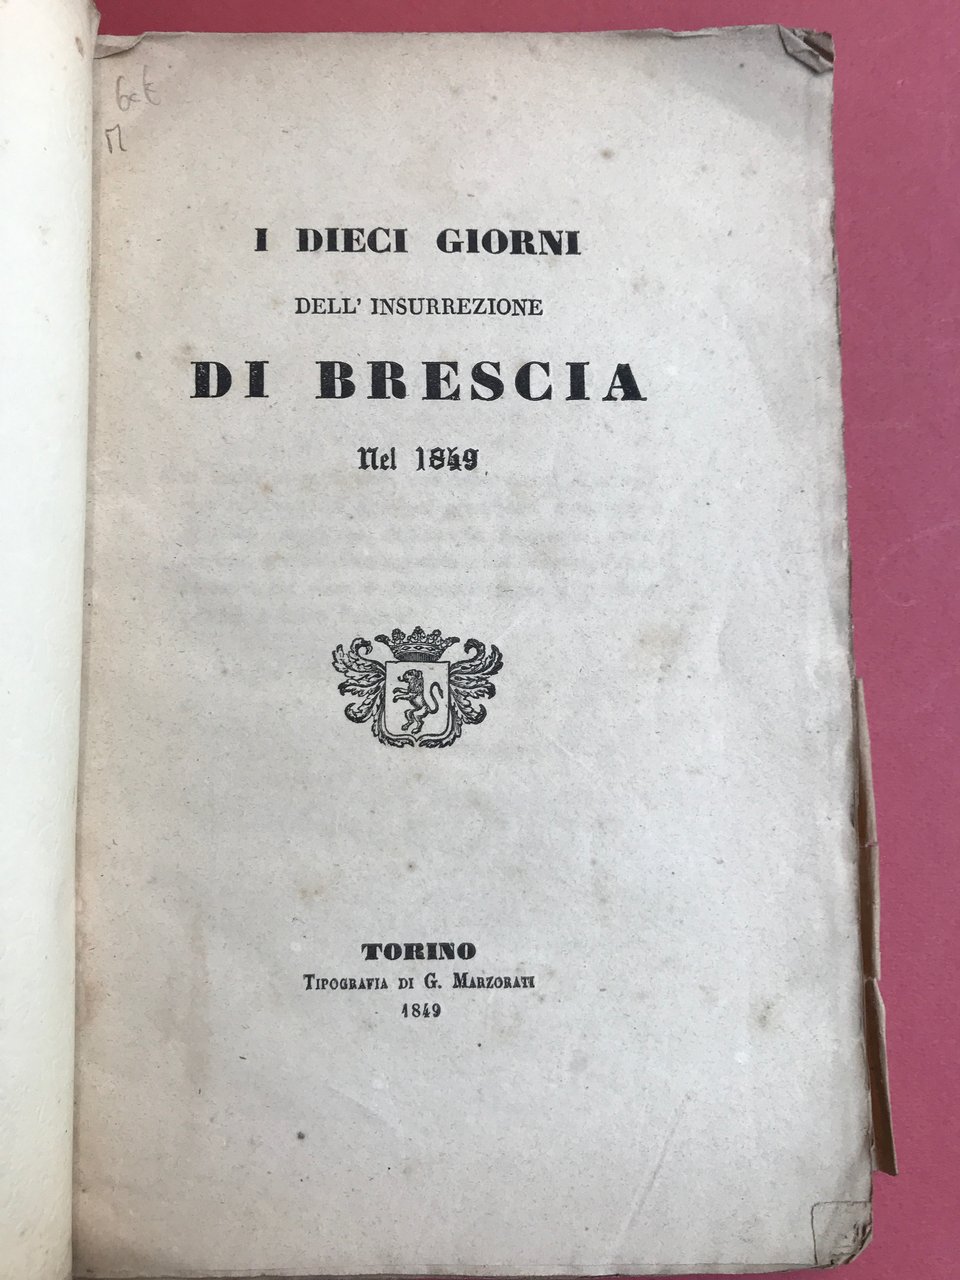 I DIECI GIORNI
DELL' INSURREZIONE
DI BRESCIA
Nel 1849
TORINO
TIPOGRAFIA DI G. MARZORATI
1849